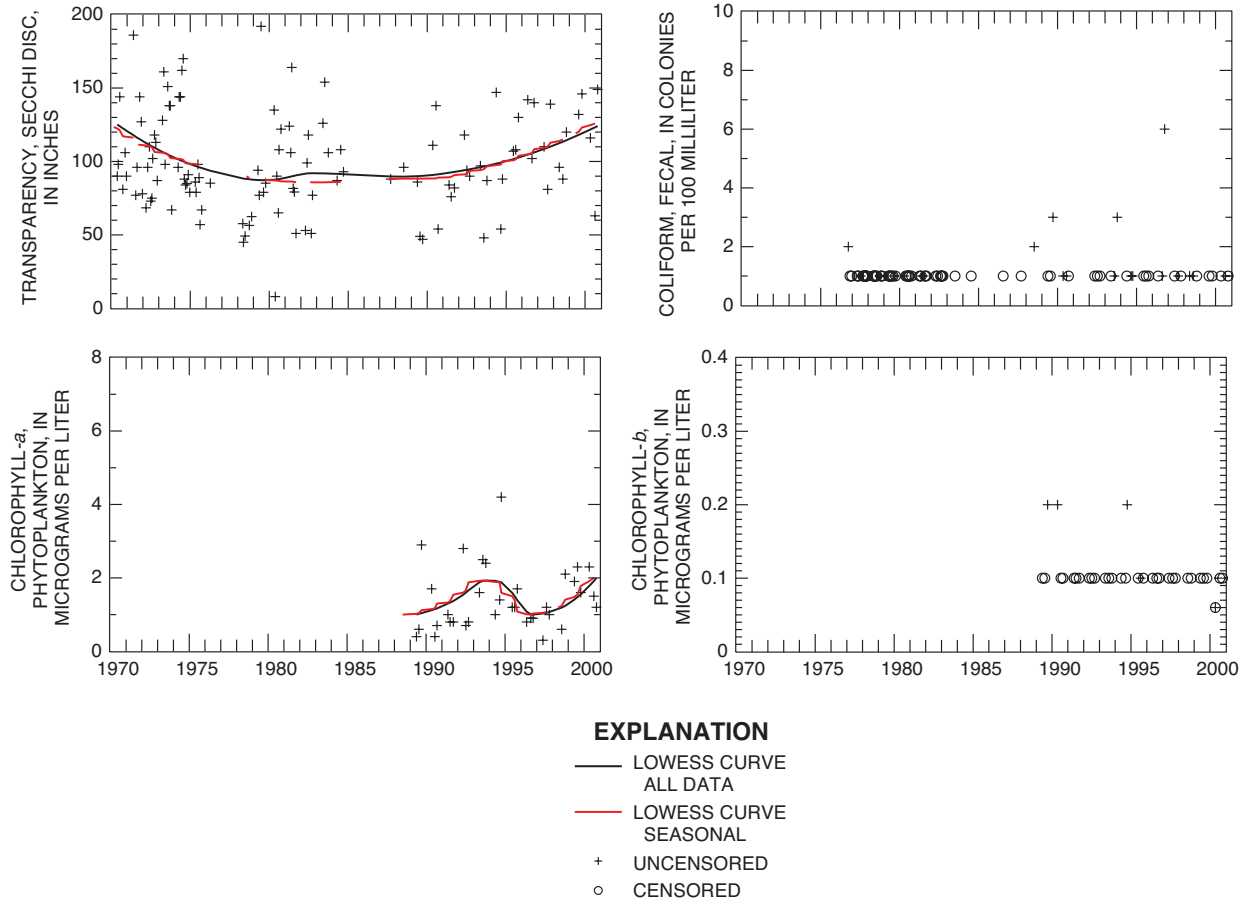 TRANSPARENCY, SECCHI DISC,
IN INCHES
200
150
100
50
0
COLIFORM, FECAL, IN COLONIES
PER 100 MILLILITER
10
8
6
4
2
0
CHLOROPHYLL-a,
PHYTOPLANKTON, IN
MICROGRAMS PER LITER
8
6
4
2
0
1970 1975 1980 1985 1990 1995 2000
CHLOROPHYLL-b,
PHYTOPLANKTON, IN
MICROGRAMS PER LITER
0.4
0.3
0.2
0.1
0
1970 1975 1980 1985 1990 1995 2000
EXPLANATION
LOWESS CURVE
ALL DATA
LOWESS CURVE
SEASONAL
UNCENSORED
CENSORED